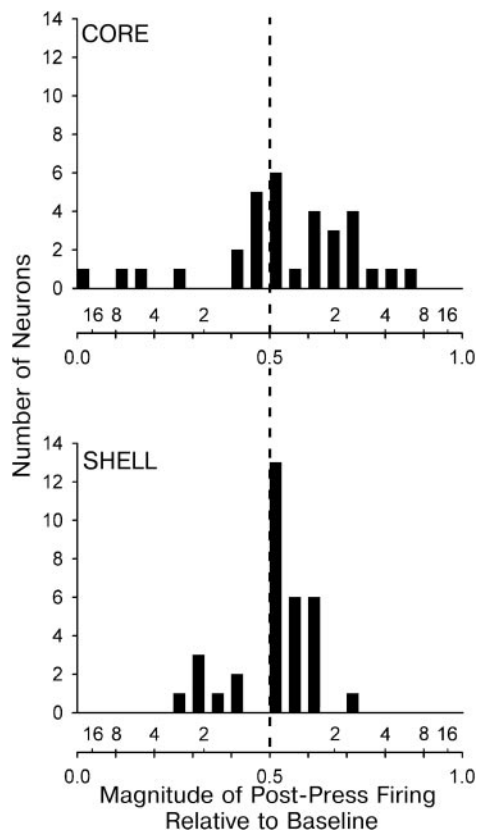 14
CORE
12
10
8
6
4
2
0
16 8 4 2 2 4 8 16
0.0 0.5 1.0
Number of Neurons
14
SHELL
12
10
8
6
4
2
0
16 8 4 2 2 4 8 16
0.0 0.5 1.0
Magnitude of Post-Press Firing
Relative to Baseline